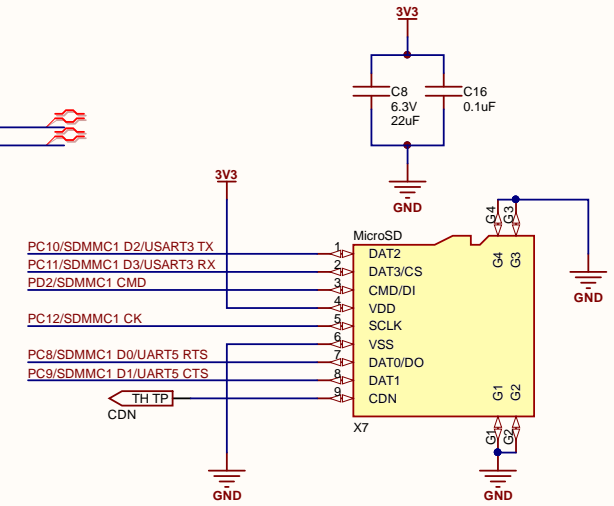 3V3
C8
6.3V
22uF
C16
0.1uF
GND
3V3
MicroSD
G4
G3
G4
G3
GND
PC10/SDMMC1 D2/USART3 TX
1
DAT2
PC11/SDMMC1 D3/USART3 RX
2
DAT3/CS
PD2/SDMMC1 CMD
3
CMD/DI
4
VDD
PC12/SDMMC1 CK
5
SCLK
6
VSS
PC8/SDMMC1 D0/UART5 RTS
7
DAT0/DO
PC9/SDMMC1 D1/UART5 CTS
8
DAT1
TH TP
9
CDN
CDN
G1
G2
X7
G1
G2
GND
GND